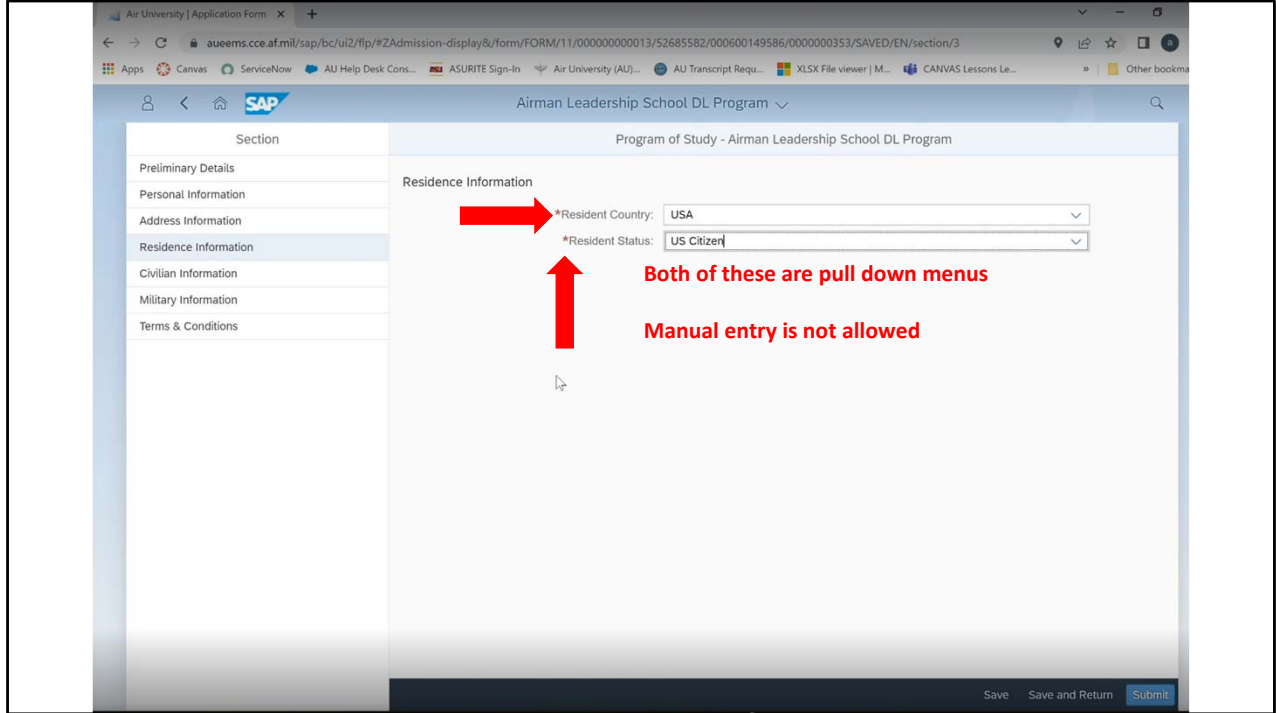 Air University | Application Form
aueems.cce.af.mil/sap/bc/ui2/flp/#ZAdmission-display&/form/FORM/11/000000000013/52685582/000600149586/0000000353/SAVED/EN/section/3
Apps Canvas ServiceNow AU Help Desk Cons... ASURITE Sign-In Air University (AU)... AU Transcript Requ... XLSX File viewer | M... CANVAS Lessons Le... » Other bookma
SAP Airman Leadership School DL Program
Section
Program of Study - Airman Leadership School DL Program
Preliminary Details
Personal Information
Address Information
Residence Information
Civilian Information
Military Information
Terms & Conditions
Residence Information
*Resident Country: USA
*Resident Status: US Citizen
Both of these are pull down menus
Manual entry is not allowed
Save Save and Return Submit